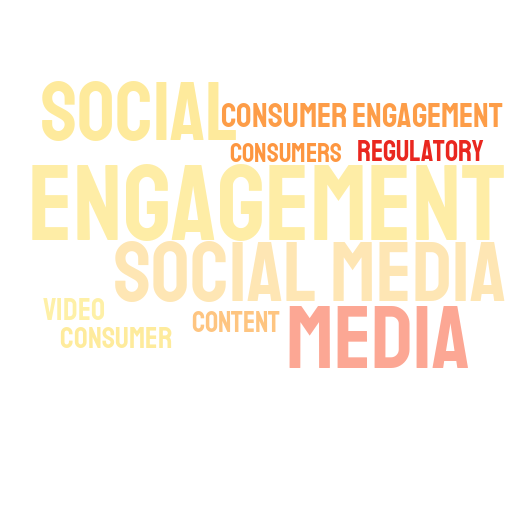 SOCIAL
CONSUMER ENGAGEMENT
CONSUMERS
REGULATORY
ENGAGEMENT
SOCIAL MEDIA
VIDEO
CONTENT
MEDIA
CONSUMER